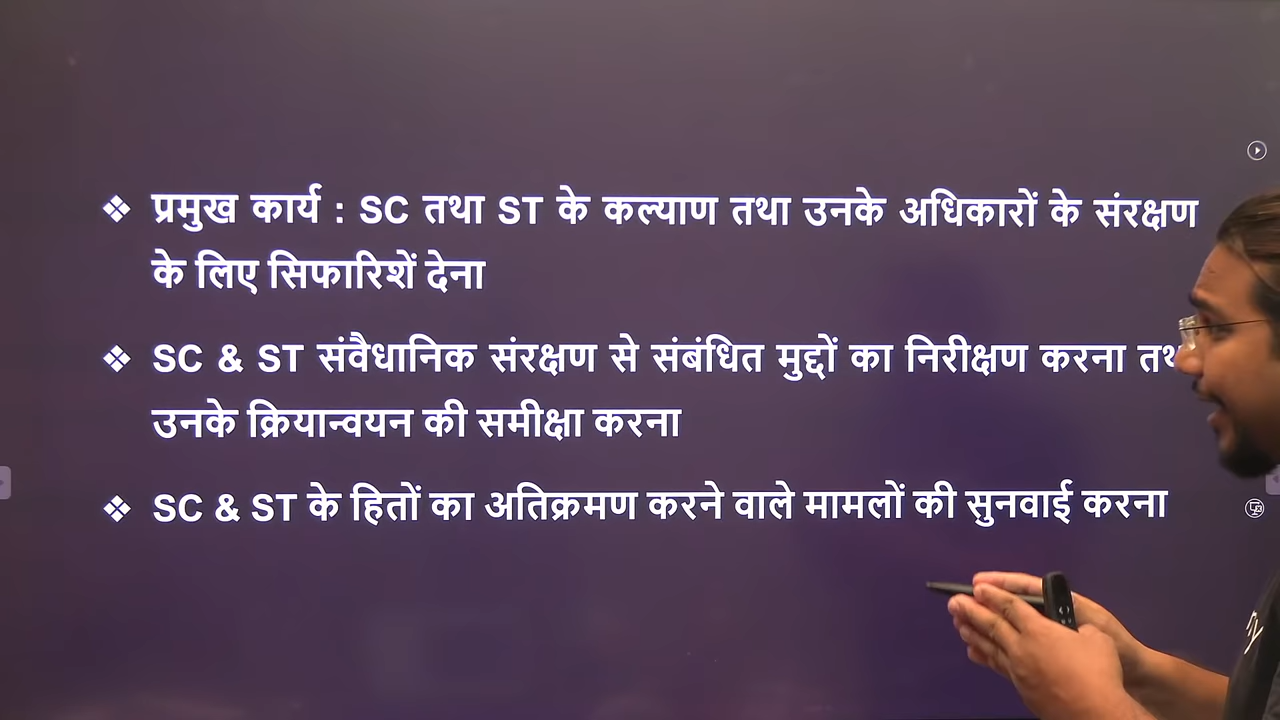 ❖ प्रमुख कार्य : SC तथा ST के कल्याण तथा उनके अधिकारों के संरक्षण
के लिए सिफारिशें देना
❖ SC & ST संवैधानिक संरक्षण से संबंधित मुद्दों का निरीक्षण करना
उनके क्रियान्वयन की समीक्षा करना
❖ SC & ST के हितों का अतिक्रमण करने वाले मामलों की सुनवाई करना